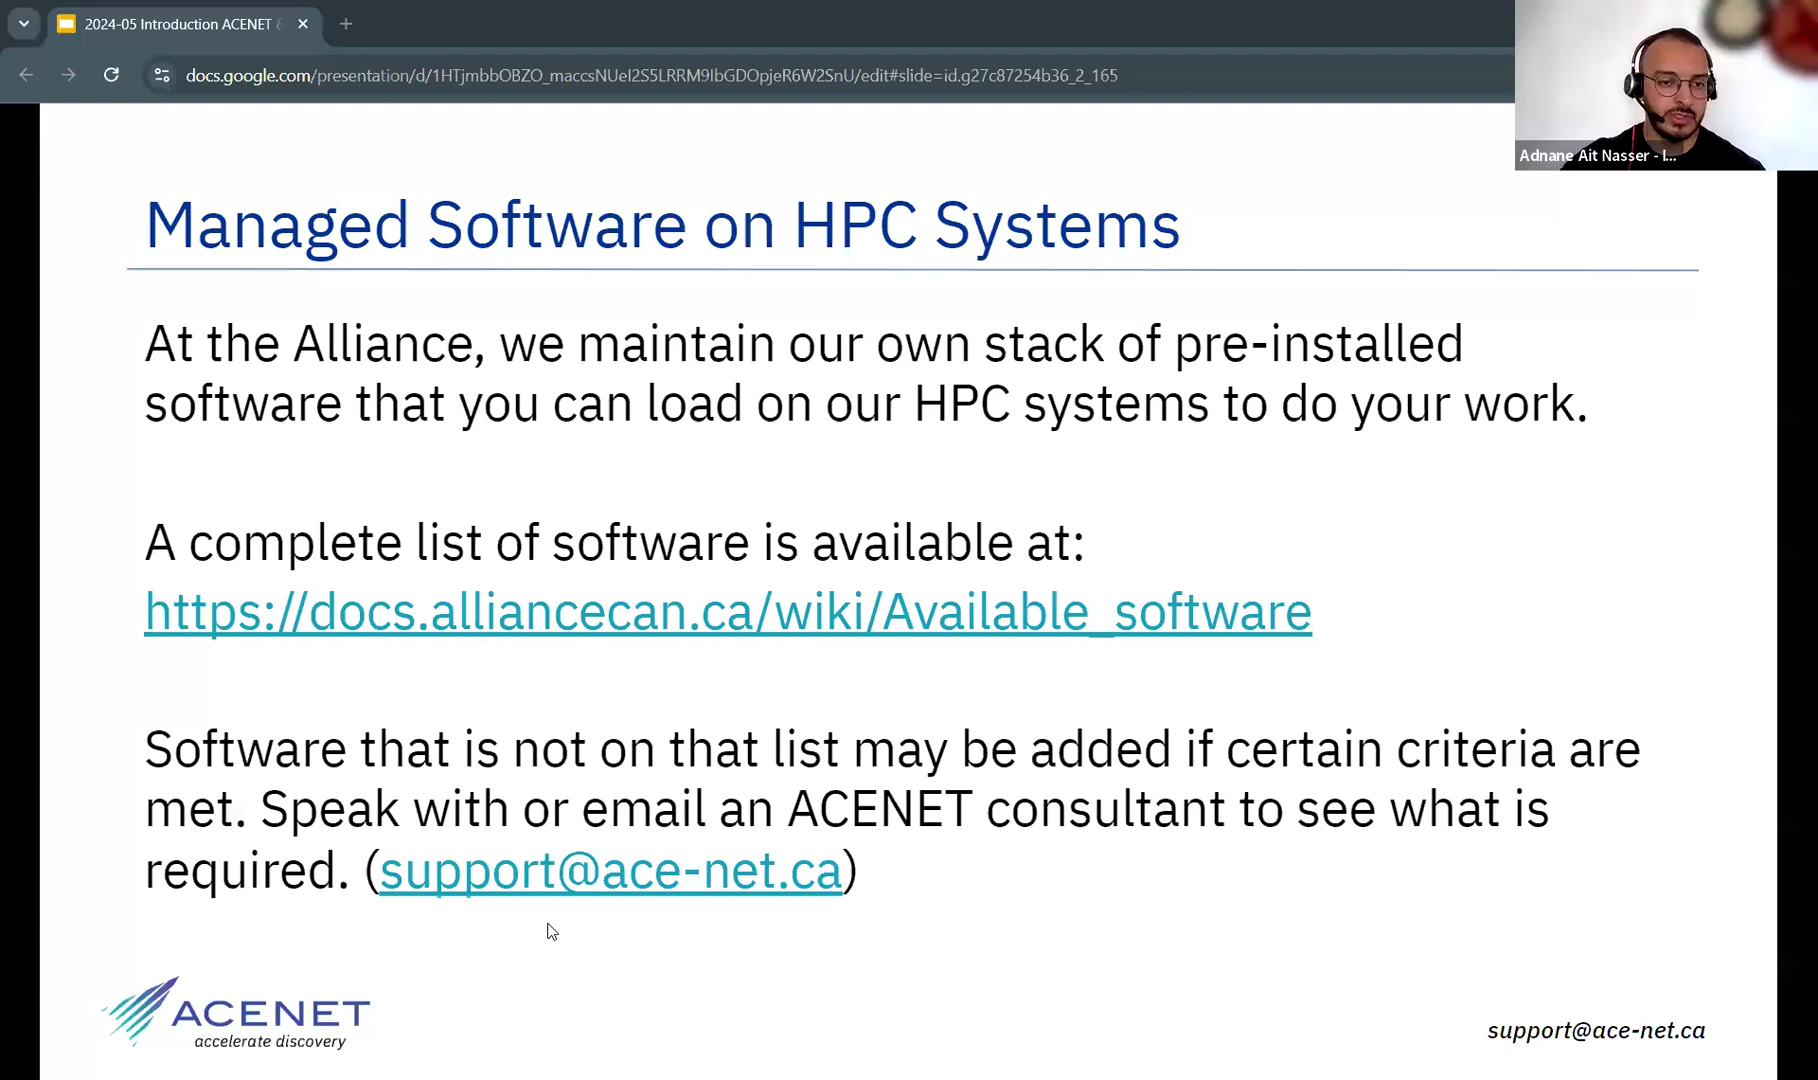 2024-05 Introduction ACENET
docs.google.com/presentation/d/1HTjmbbOBZO_maccsNUeI2S5LRRM9IbGDOpjeR6W2SnU/edit#slide=id.g27c87254b36_2_165
Adnane Ait Nasser - I...
Managed Software on HPC Systems
At the Alliance, we maintain our own stack of pre-installed
software that you can load on our HPC systems to do your work.
A complete list of software is available at:
https://docs.alliancecan.ca/wiki/Available_software
Software that is not on that list may be added if certain criteria are
met. Speak with or email an ACENET consultant to see what is
required. (support@ace-net.ca)
ACENET
accelerate discovery
support@ace-net.ca